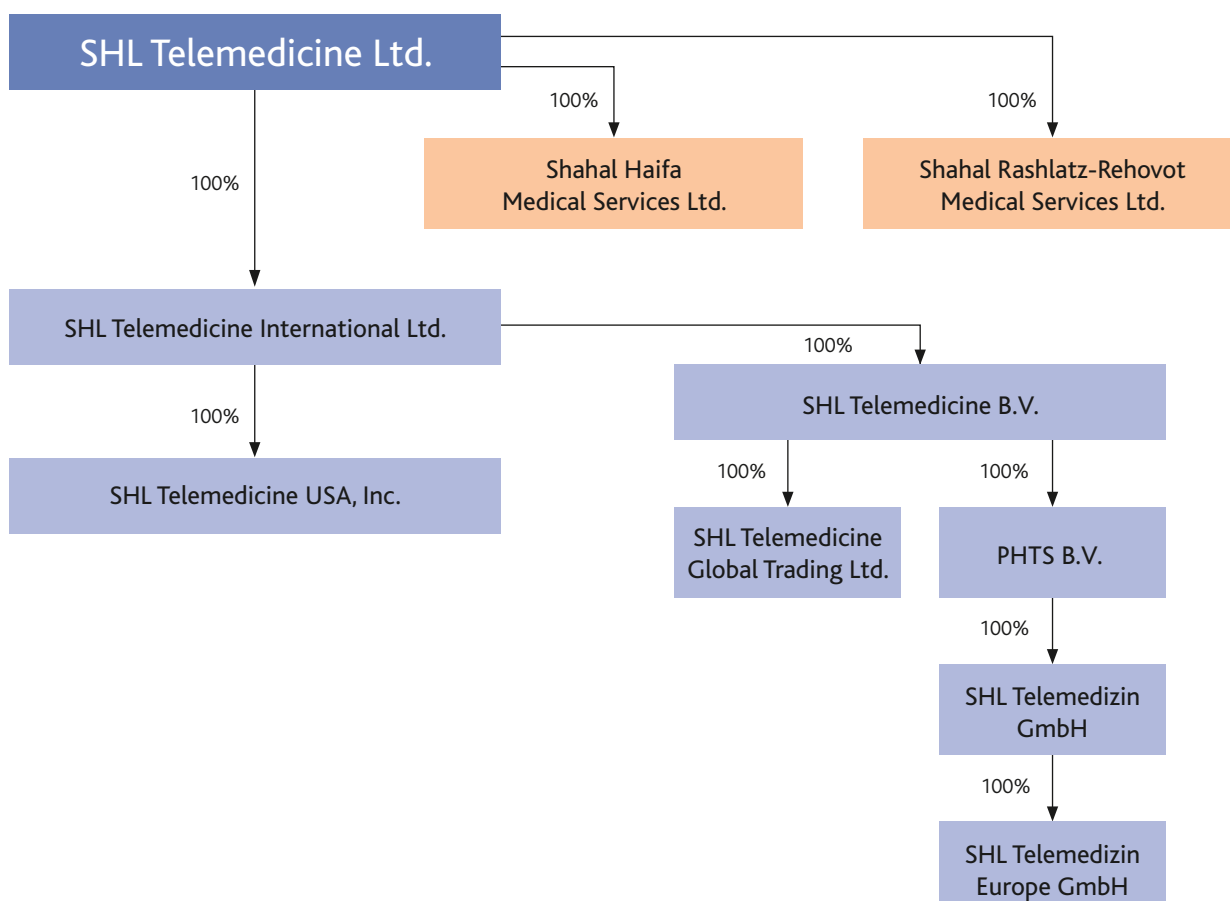 SHL Telemedicine Ltd.
100%
100%
100%
Shahal Haifa
Medical Services Ltd.
Shahal Rashlatz-Rehovot
Medical Services Ltd.
SHL Telemedicine International Ltd.
100%
100%
SHL Telemedicine B.V.
SHL Telemedicine USA, Inc.
100%
100%
SHL Telemedicine
Global Trading Ltd.
PHTS B.V.
100%
SHL Telemedizin
GmbH
100%
SHL Telemedizin
Europe GmbH